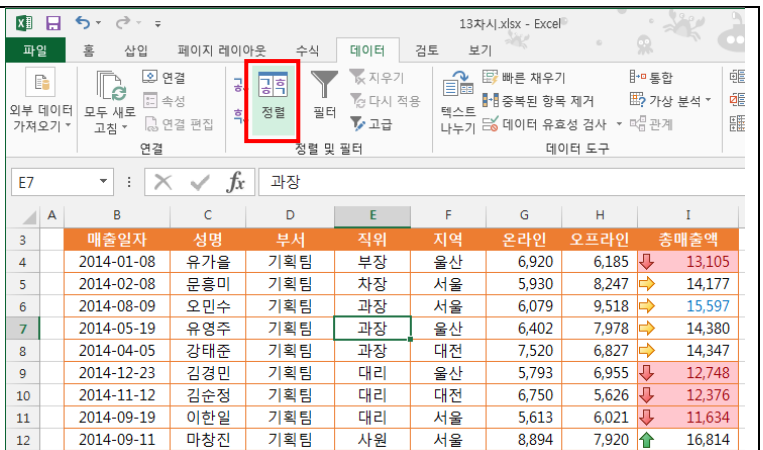 13차시.xlsx - Excel
파일 홈 삽입 페이지 레이아웃 수식 데이터 검토 보기
외부 데이터 가져오기
모두 새로 고침
연결
속성
연결 편집
연결
정렬
필터
지우기
다시 적용
고급
정렬 및 필터
텍스트 나누기
빠른 채우기
중복된 항목 제거
데이터 유효성 검사
통합
가상 분석
관계
데이터 도구
E7 fx 과장
A B C D E F G H I
3 매출일자 성명 부서 직위 지역 온라인 오프라인 총매출액
4 2014-01-08 유가을 기획팀 부장 울산 6,920 6,185 13,105
5 2014-02-08 문흥미 기획팀 차장 서울 5,930 8,247 14,177
6 2014-08-09 오민수 기획팀 과장 서울 6,079 9,518 15,597
7 2014-05-19 유영주 기획팀 과장 울산 6,402 7,978 14,380
8 2014-04-05 강태준 기획팀 과장 대전 7,520 6,827 14,347
9 2014-12-23 김경민 기획팀 대리 울산 5,793 6,955 12,748
10 2014-11-12 김순정 기획팀 대리 대전 6,750 5,626 12,376
11 2014-09-19 이한일 기획팀 대리 서울 5,613 6,021 11,634
12 2014-09-11 마창진 기획팀 사원 서울 8,894 7,920 16,814